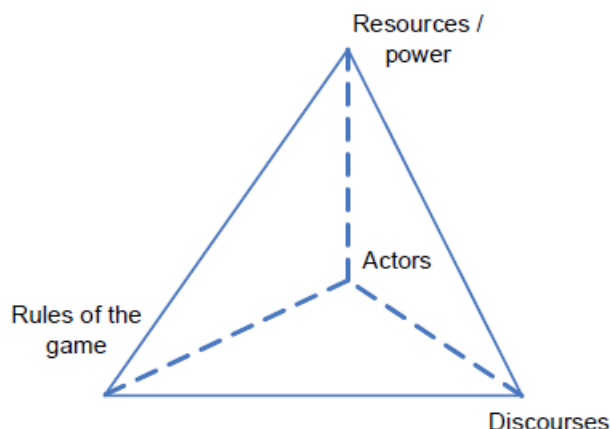 Resources /
power
Actors
Rules of the
game
Discourses